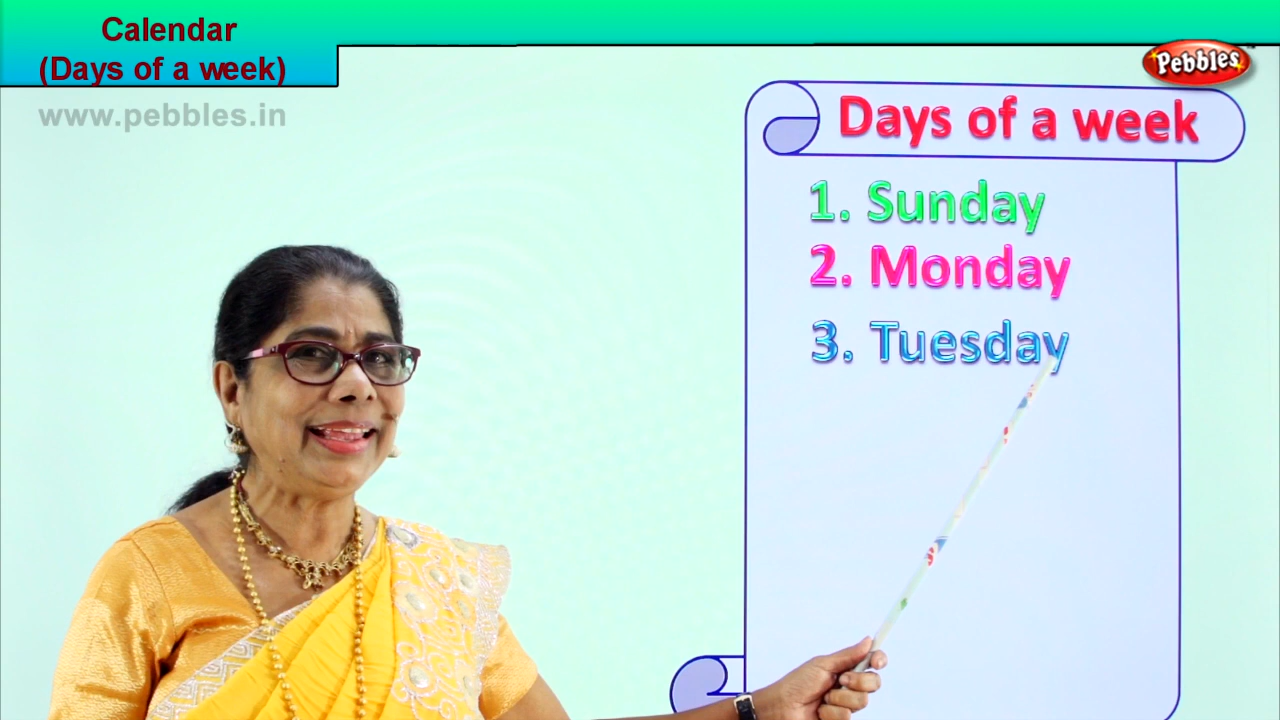 Calendar
(Days of a week)
www.pebbles.in
Pebbles
Days of a week
1. Sunday
2. Monday
3. Tuesday